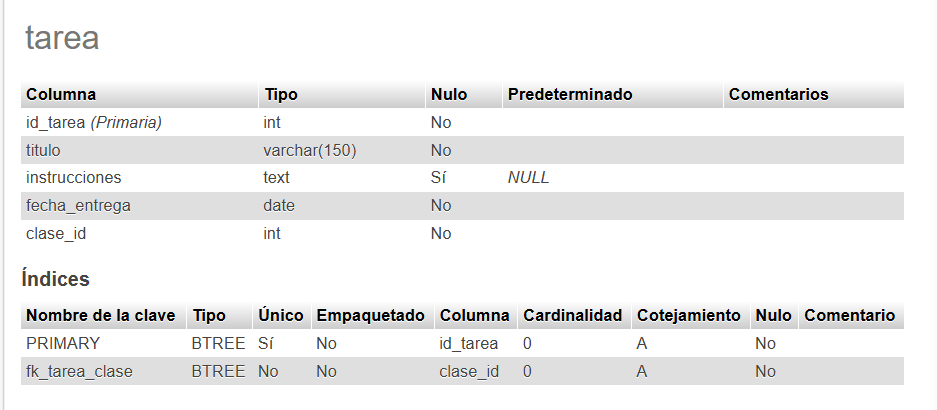 tarea
Columna Tipo Nulo Predeterminado Comentarios
id_tarea (Primaria) int No
titulo varchar(150) No
instrucciones text Sí NULL
fecha_entrega date No
clase_id int No
Índices
Nombre de la clave Tipo Único Empaquetado Columna Cardinalidad Cotejamiento Nulo Comentario
PRIMARY BTREE Sí No id_tarea 0 A No
fk_tarea_clase BTREE No No clase_id 0 A No